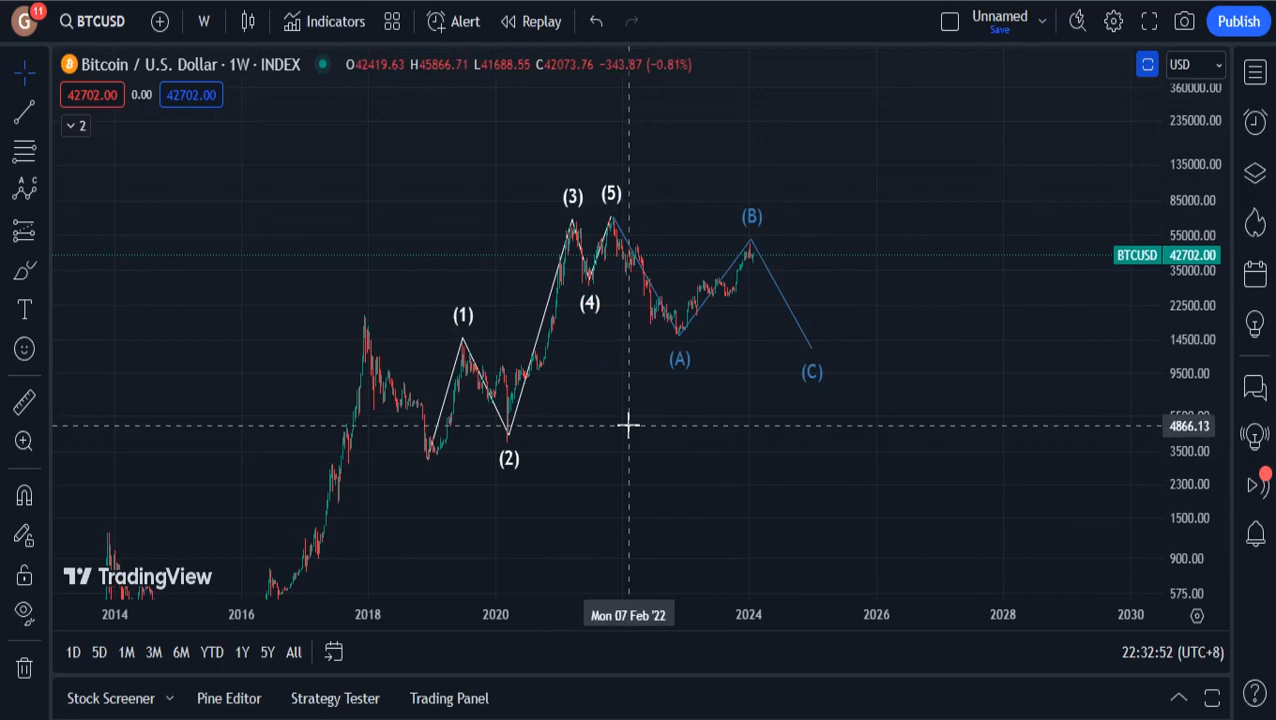 G
11
BTCUSD
W
Indicators
Alert
Replay
Unnamed
Save
Publish
Bitcoin / U.S. Dollar · 1W · INDEX
O42419.63 H45866.71 L41688.55 C42073.76 −343.87 (−0.81%)
42702.00 0.00 42702.00
2
USD
360000.00
235000.00
135000.00
85000.00
55000.00
BTCUSD 42702.00
35000.00
22500.00
14500.00
9500.00
5500.00
4866.13
3500.00
2300.00
1500.00
900.00
575.00
(1)
(2)
(3)
(4)
(5)
(A)
(B)
(C)
A C
T
TradingView
2014
2016
2018
2020
Mon 07 Feb '22
2024
2026
2028
2030
1D 5D 1M 3M 6M YTD 1Y 5Y All
22:32:52 (UTC+8)
Stock Screener
Pine Editor
Strategy Tester
Trading Panel